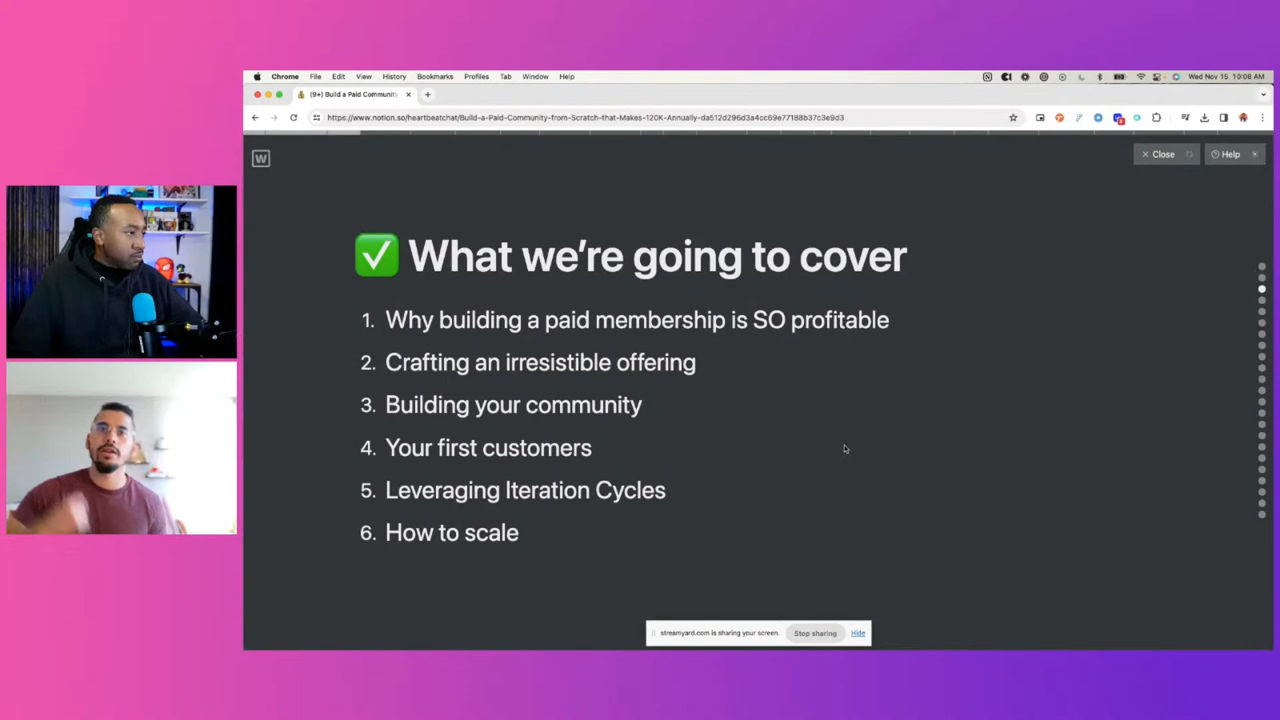 Chrome File Edit View History Bookmarks Profiles Tab Window Help Wed Nov 15 10:08 AM
(9+) Build a Paid Community
https://www.notion.so/heartbeatchat/Build-a-Paid-Community-from-Scratch-that-Makes-120K-Annually-da512d296d3a4cc69e77188b37c3e9d3
W
Close
Help
✅ What we're going to cover
1. Why building a paid membership is SO profitable
2. Crafting an irresistible offering
3. Building your community
4. Your first customers
5. Leveraging Iteration Cycles
6. How to scale
streamyard.com is sharing your screen. Stop sharing Hide